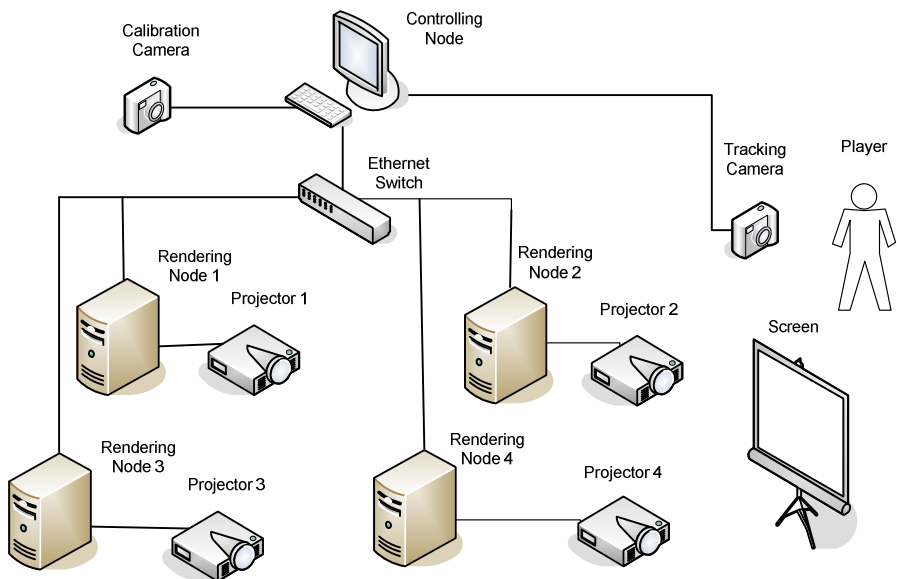 Controlling
Node
Calibration
Camera
Ethernet
Switch
Tracking
Camera
Player
Rendering
Node 1
Projector 1
Rendering
Node 2
Projector 2
Screen
Rendering
Node 3
Projector 3
Rendering
Node 4
Projector 4